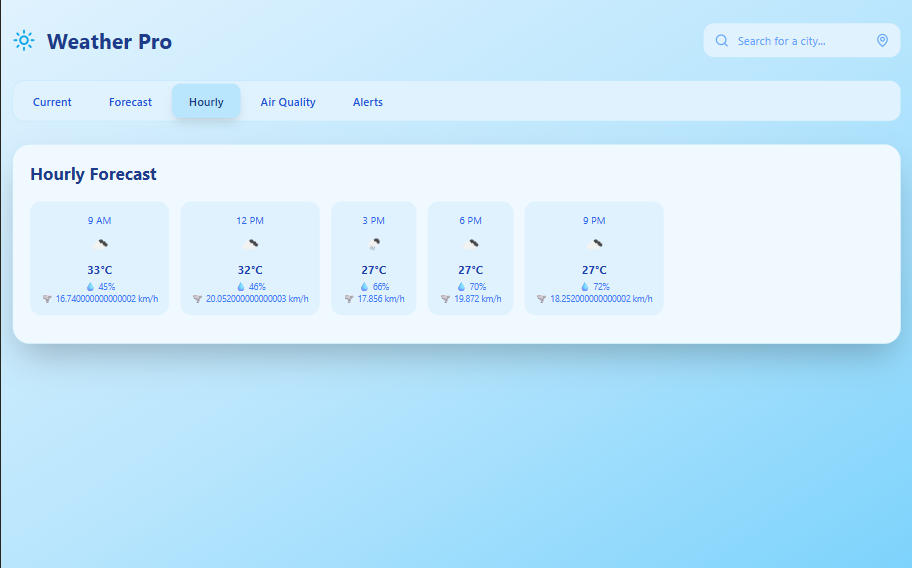 Weather Pro
Search for a city...
Current
Forecast
Hourly
Air Quality
Alerts
Hourly Forecast
9 AM
33°C
45%
16.740000000000002 km/h
12 PM
32°C
46%
20.052000000000003 km/h
3 PM
27°C
66%
17.856 km/h
6 PM
27°C
70%
19.872 km/h
9 PM
27°C
72%
18.252000000000002 km/h